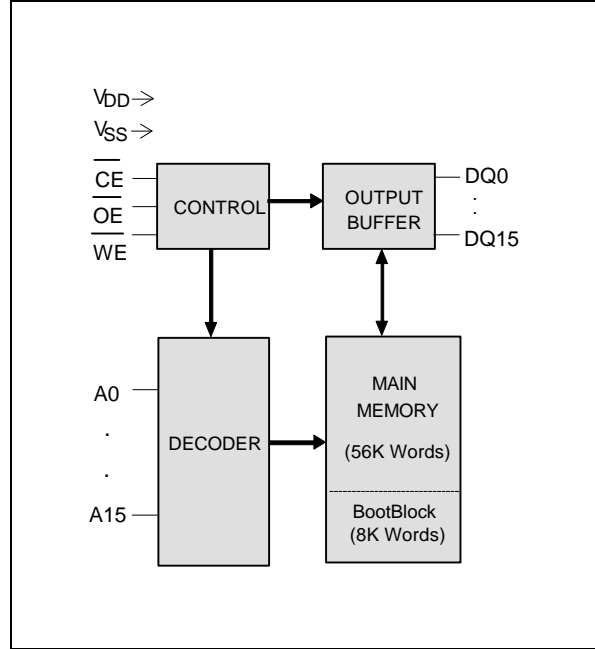 VDD
VSS
CE
OE
WE
CONTROL
OUTPUT
BUFFER
DQ0
.
.
DQ15
A0
.
.
A15
DECODER
MAIN
MEMORY
(56K Words)
BootBlock
(8K Words)